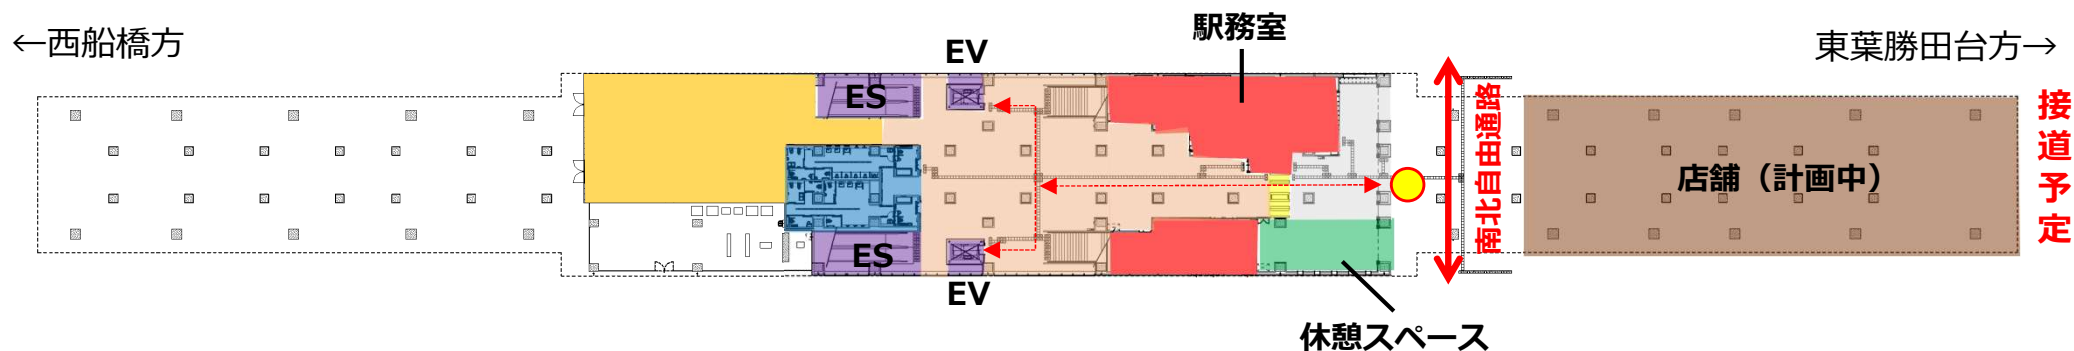 ←西船橋方
EV
駅務室
東葉勝田台方→
ES
南北自由通路
店舗（計画中）
接道予定
ES
EV
休憩スペース